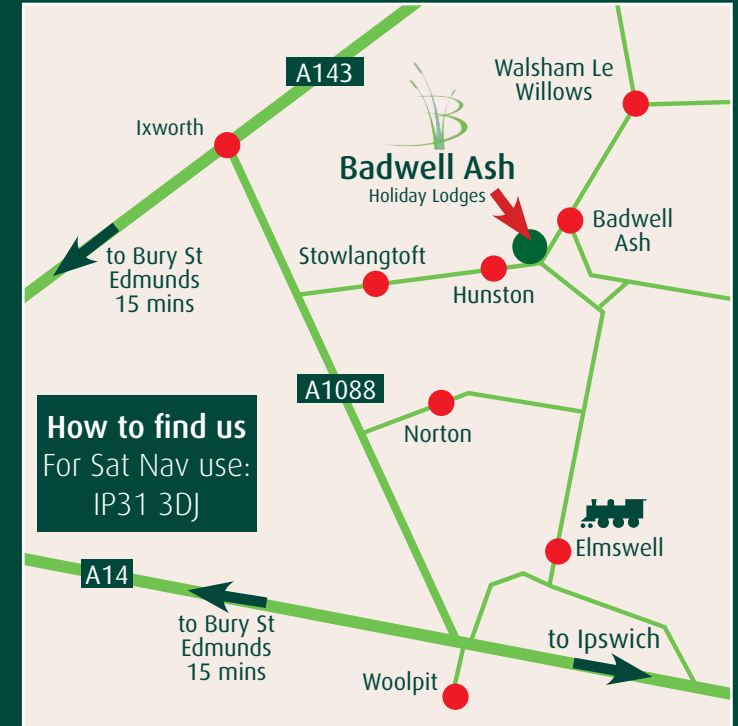 A143
Walsham Le
Willows
Ixworth
Badwell Ash
Holiday Lodges
Badwell
Ash
to Bury St
Edmunds
15 mins
Stowlangtoft
Hunston
A1088
How to find us
For Sat Nav use:
IP31 3DJ
Norton
Elmswell
A14
to Bury St
Edmunds
15 mins
to Ipswich
Woolpit